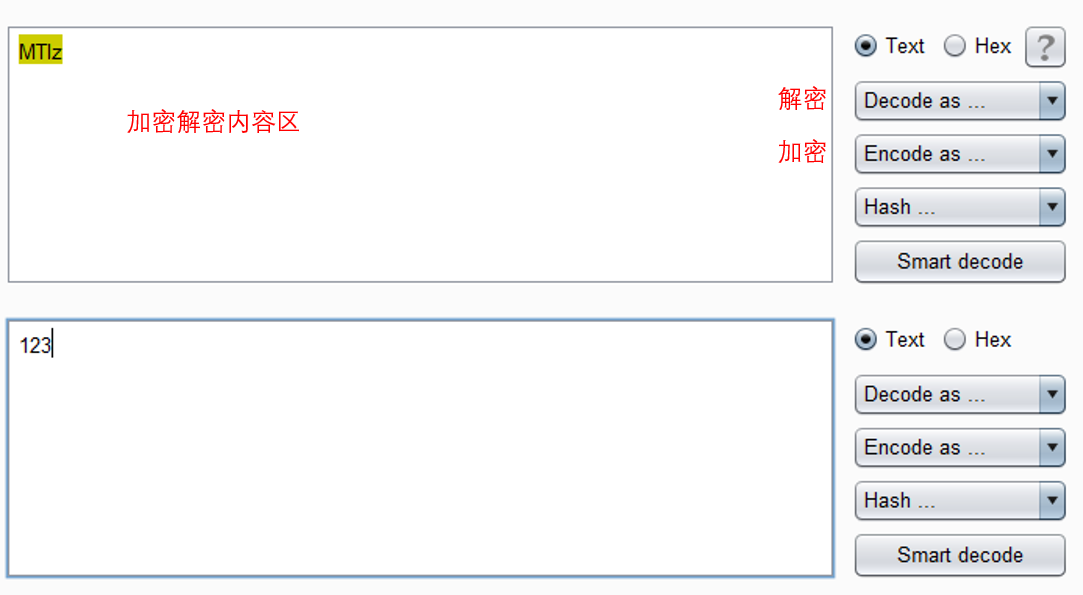 MTIz
Text Hex ?
解密 Decode as ...
加密解密内容区
加密 Encode as ...
Hash ...
Smart decode
123
Text Hex
Decode as ...
Encode as ...
Hash ...
Smart decode